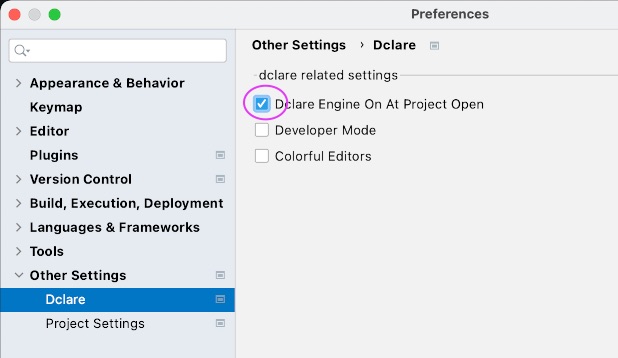 Preferences
Appearance & Behavior
Keymap
Editor
Plugins
Version Control
Build, Execution, Deployment
Languages & Frameworks
Tools
Other Settings
Dclare
Project Settings
Other Settings › Dclare
dclare related settings
Dclare Engine On At Project Open
Developer Mode
Colorful Editors